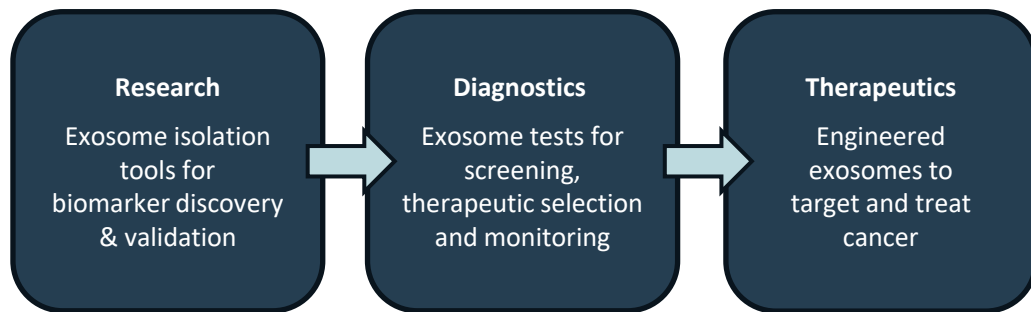 Research
Exosome isolation
tools for
biomarker discovery
& validation
Diagnostics
Exosome tests for
screening,
therapeutic selection
and monitoring
Therapeutics
Engineered
exosomes to
target and treat
cancer